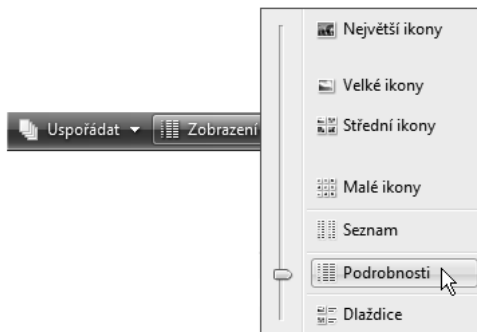 Největší ikony
Velké ikony
Uspořádat Zobrazení Střední ikony
Malé ikony
Seznam
Podrobnosti
Dlaždice